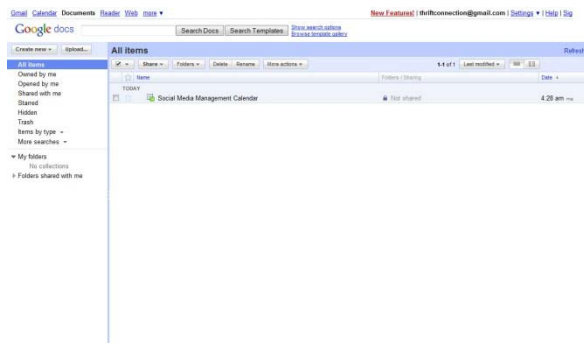 Gmail Calendar Documents Reader Web more ▼
New Features! | thriftconnection@gmail.com | Settings ▼ | Help | Sig
Google docs
Search Docs Search Templates
Show search options
Browse template gallery
Create new Upload...
All items
Refresh
All items
Owned by me
Opened by me
Shared with me
Starred
Hidden
Trash
Items by type
More searches
My folders
No collections
Folders shared with me
Share Folders Delete Rename More actions
1-1 of 1 Last modified
Name Folders / Sharing Date
TODAY
Social Media Management Calendar Not shared 4:28 am me